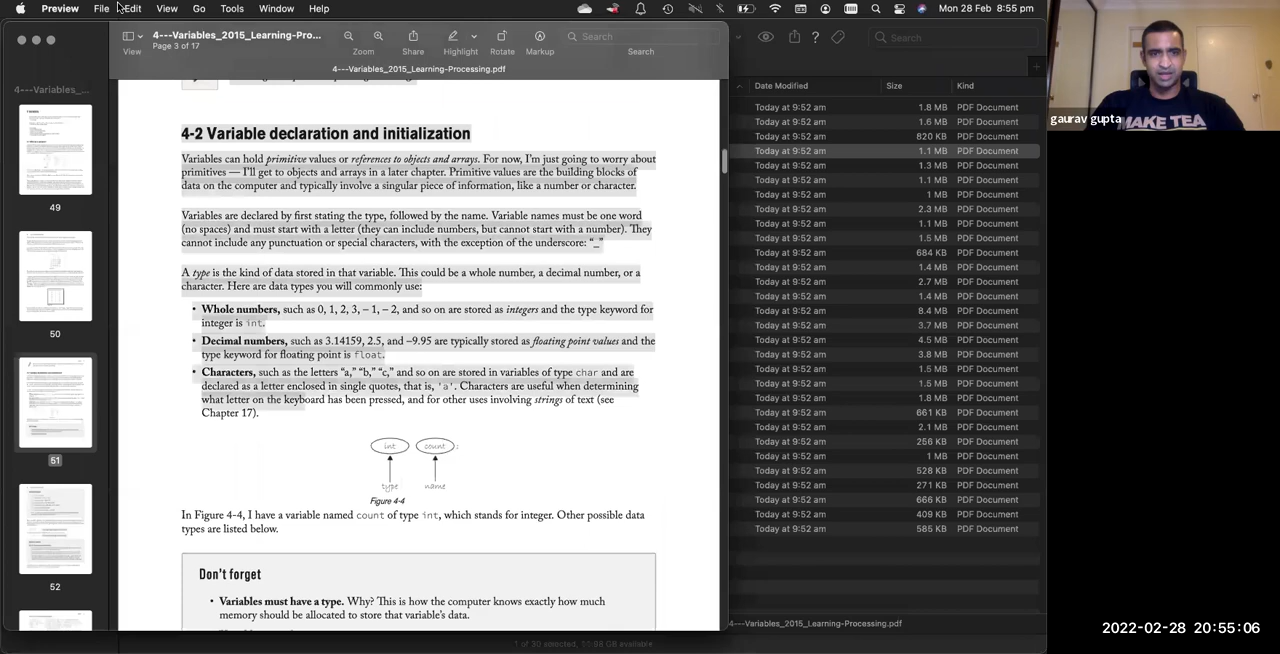 Preview File Edit View Go Tools Window Help
Mon 28 Feb 8:55 pm
4---Variables_2015_Learning-Pro...
Page 3 of 17
Search
View Zoom Share Highlight Rotate Markup Search
4---Variables_2015_Learning-Processing.pdf
4---Variables_...
49
50
51
52
4-2 Variable declaration and initialization
Variables can hold primitive values or references to objects and arrays. For now, I'm just going to worry about
primitives — I'll get to objects and arrays in a later chapter. Primitive values are the building blocks of
data on the computer and typically involve a singular piece of information, like a number or character.
Variables are declared by first stating the type, followed by the name. Variable names must be one word
(no spaces) and must start with a letter (they can include numbers, but cannot start with a number). They
cannot include any punctuation or special characters, with the exception of the underscore: “_”
A type is the kind of data stored in that variable. This could be a whole number, a decimal number, or a
character. Here are data types you will commonly use:
• Whole numbers, such as 0, 1, 2, 3, – 1, – 2, and so on are stored as integers and the type keyword for
integer is int.
• Decimal numbers, such as 3.14159, 2.5, and –9.95 are typically stored as floating point values and the
type keyword for floating point is float.
• Characters, such as the letters “a,” “b,” “c,” and so on are stored in variables of type char and are
declared as a letter enclosed in single quotes, that is, 'a'. Characters are useful when determining
what letter on the keyboard has been pressed, and for other uses involving strings of text (see
Chapter 17).
int count ;
type name
Figure 4-4
In Figure 4-4, I have a variable named count of type int, which stands for integer. Other possible data
types are listed below.
Don't forget
• Variables must have a type. Why? This is how the computer knows exactly how much
memory should be allocated to store that variable's data.
Search
Date Modified Size Kind
Today at 9:52 am 1.8 MB PDF Document
Today at 9:52 am 1.6 MB PDF Document
Today at 9:52 am 820 KB PDF Document
Today at 9:52 am 1.1 MB PDF Document
Today at 9:52 am 1.3 MB PDF Document
Today at 9:52 am 1.1 MB PDF Document
Today at 9:52 am 1 MB PDF Document
Today at 9:52 am 2.3 MB PDF Document
Today at 9:52 am 1.1 MB PDF Document
Today at 9:52 am 1.5 MB PDF Document
Today at 9:52 am 684 KB PDF Document
Today at 9:52 am 1.4 MB PDF Document
Today at 9:52 am 2.7 MB PDF Document
Today at 9:52 am 1.4 MB PDF Document
Today at 9:52 am 8.4 MB PDF Document
Today at 9:52 am 3.7 MB PDF Document
Today at 9:52 am 4.5 MB PDF Document
Today at 9:52 am 3.8 MB PDF Document
Today at 9:52 am 1.5 MB PDF Document
Today at 9:52 am 1.5 MB PDF Document
Today at 9:52 am 1.8 MB PDF Document
Today at 9:52 am 661 KB PDF Document
Today at 9:52 am 2.1 MB PDF Document
Today at 9:52 am 256 KB PDF Document
Today at 9:52 am 1 MB PDF Document
Today at 9:52 am 528 KB PDF Document
Today at 9:52 am 271 KB PDF Document
Today at 9:52 am 666 KB PDF Document
Today at 9:52 am 409 KB PDF Document
Today at 9:52 am 585 KB PDF Document
4---Variables_2015_Learning-Processing.pdf
gaurav gupta
MAKE TEA
2022-02-28 20:55:06